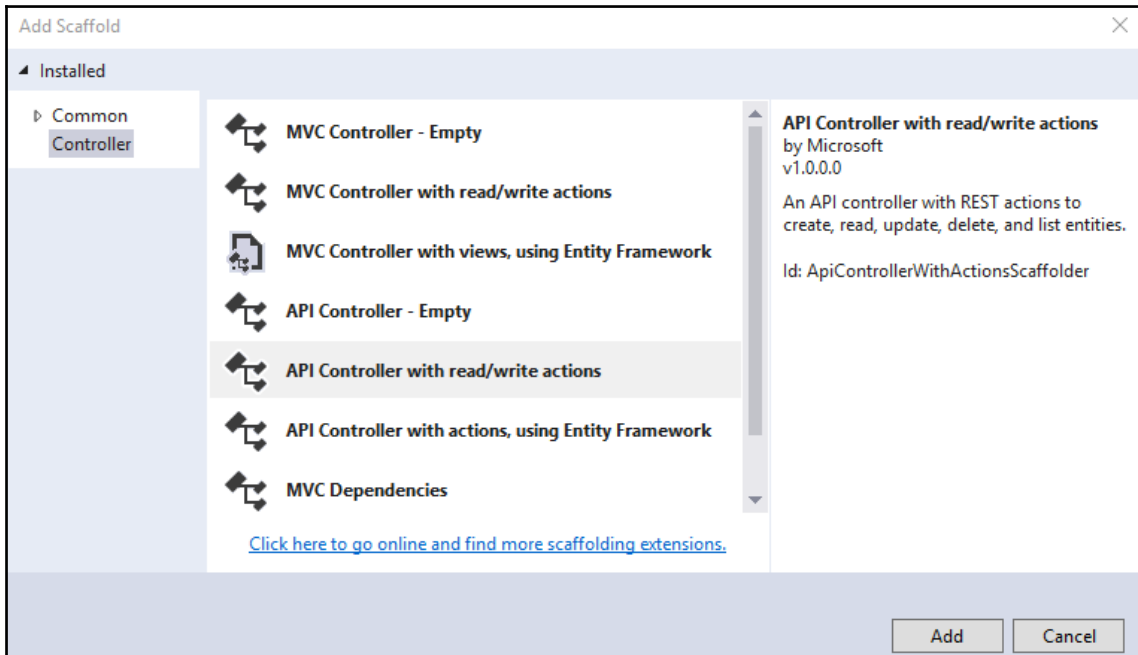 Add Scaffold
Installed
Common
Controller
MVC Controller - Empty
MVC Controller with read/write actions
MVC Controller with views, using Entity Framework
API Controller - Empty
API Controller with read/write actions
API Controller with actions, using Entity Framework
MVC Dependencies
Click here to go online and find more scaffolding extensions.
API Controller with read/write actions
by Microsoft
v1.0.0.0
An API controller with REST actions to
create, read, update, delete, and list entities.
Id: ApiControllerWithActionsScaffolder
Add
Cancel